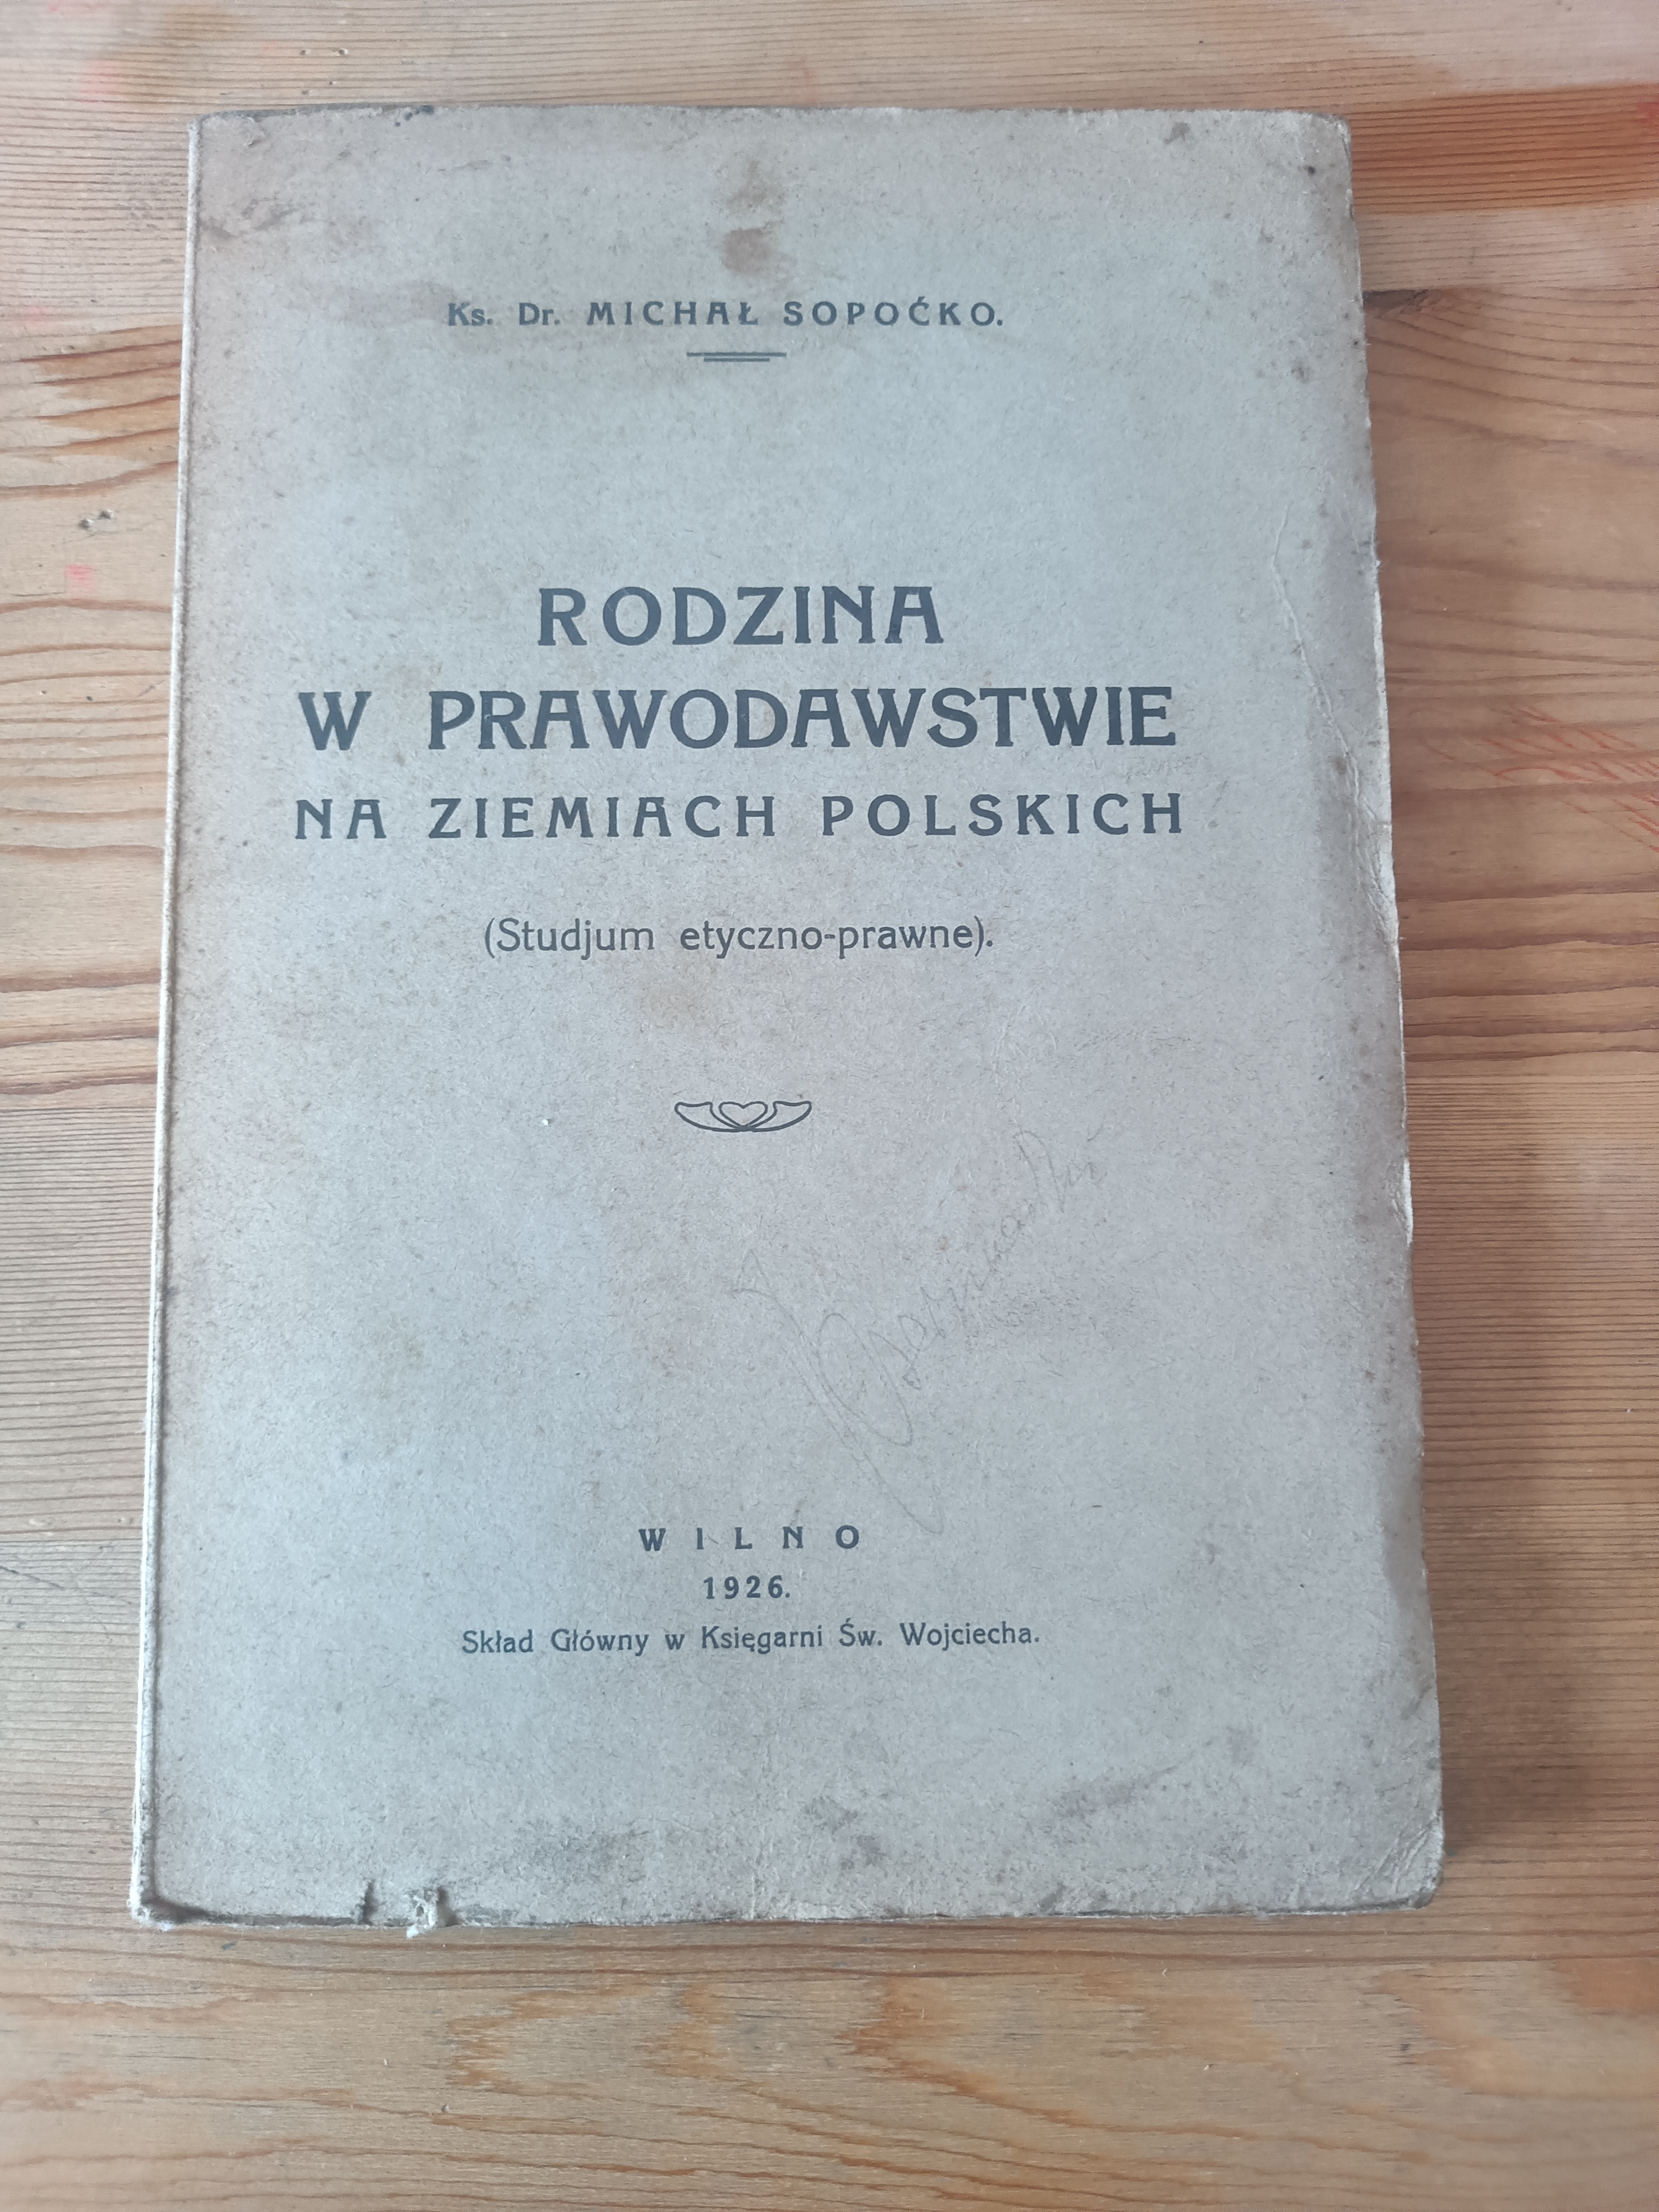 Ks. Dr. MICHAŁ SOPOĆKO.
RODZINA
W PRAWODAWSTWIE
NA ZIEMIACH POLSKICH
(Studjum etyczno-prawne).
WILNO
1926.
Skład Główny w Księgarni Św. Wojciecha.